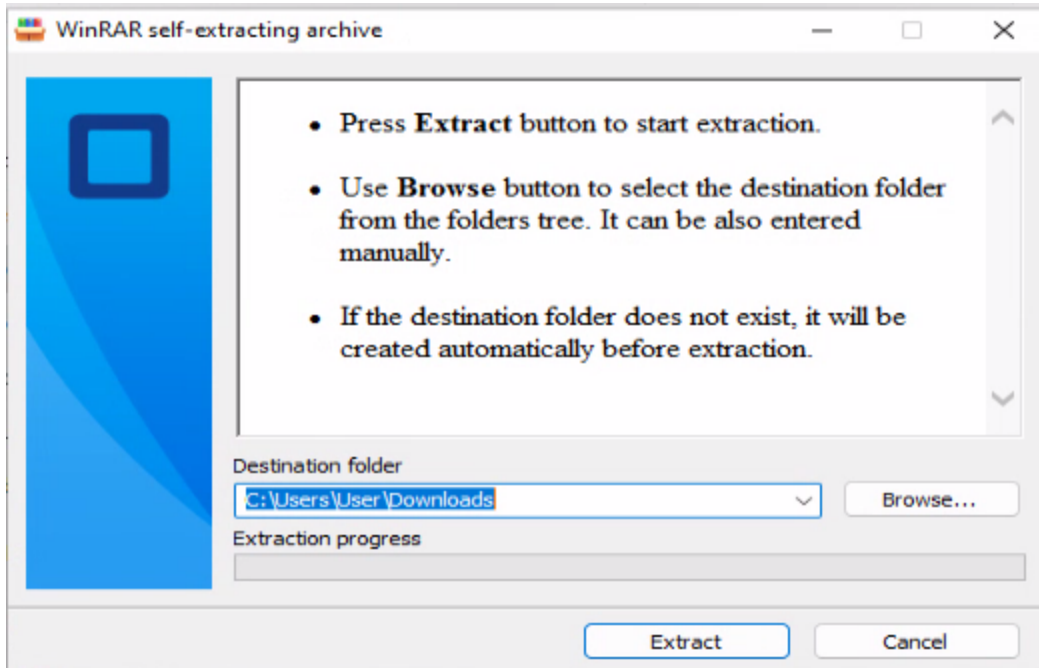 WinRAR self-extracting archive
• Press Extract button to start extraction.
• Use Browse button to select the destination folder
from the folders tree. It can be also entered
manually.
• If the destination folder does not exist, it will be
created automatically before extraction.
Destination folder
C:\Users\User\Downloads
Browse...
Extraction progress
Extract
Cancel